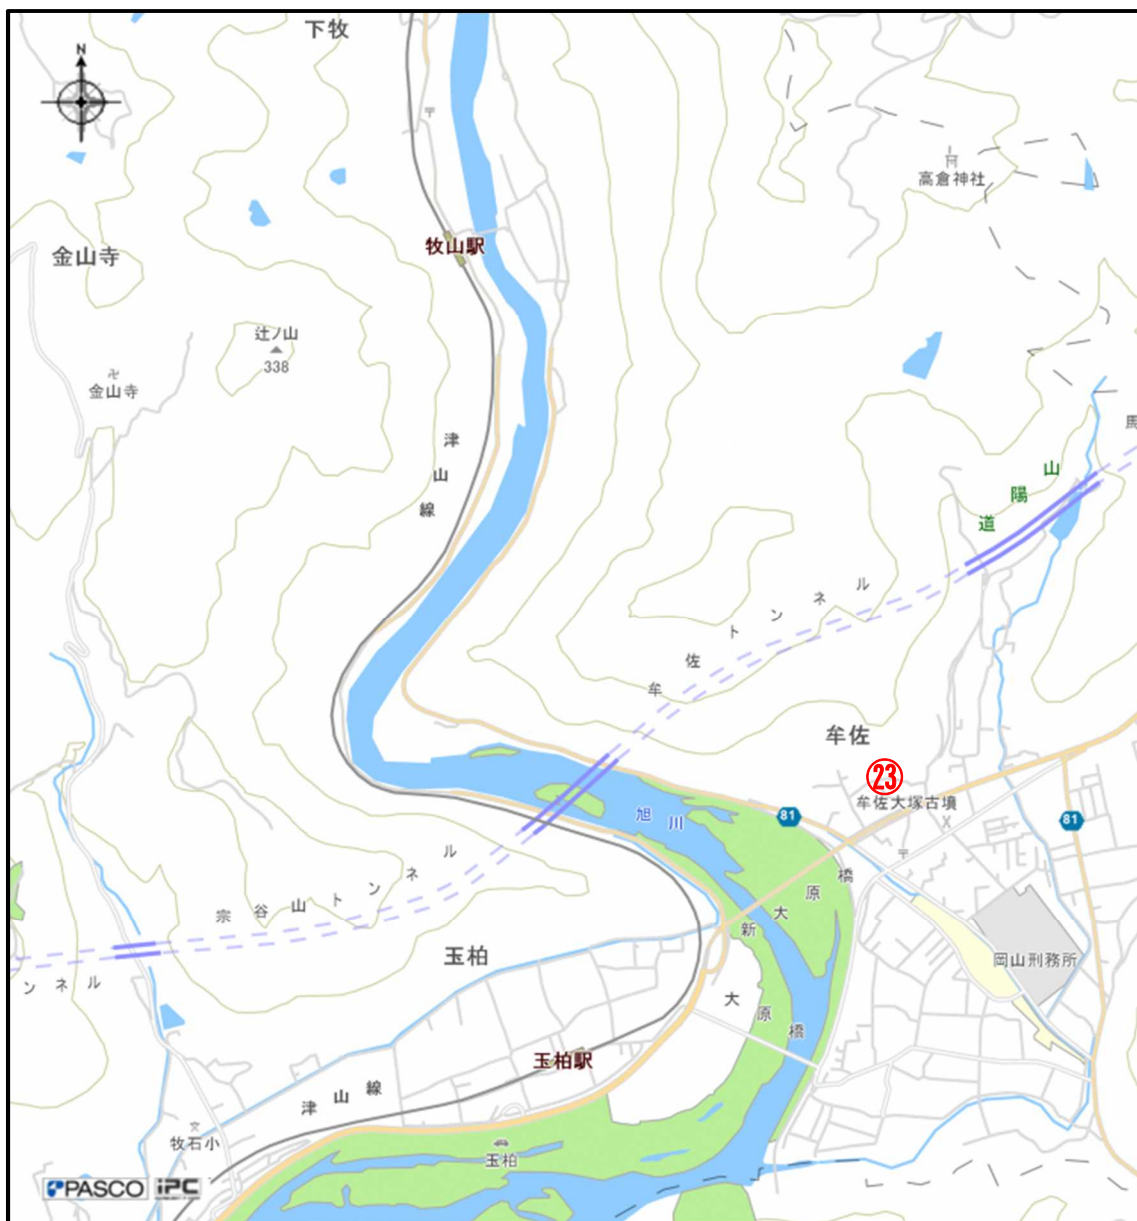 下牧
N
〒
高倉神社
牧山駅
金山寺
辻ノ山
338
金山寺
津山線
馬
山陽道
牟佐トンネル
牟佐
23
牟佐大塚古墳
81
81
旭川
〒
宗谷山トンネル
新大原橋
玉柏
岡山刑務所
ンネル
大原橋
玉柏駅
津山線
牧石小
玉柏
PASCO iPC